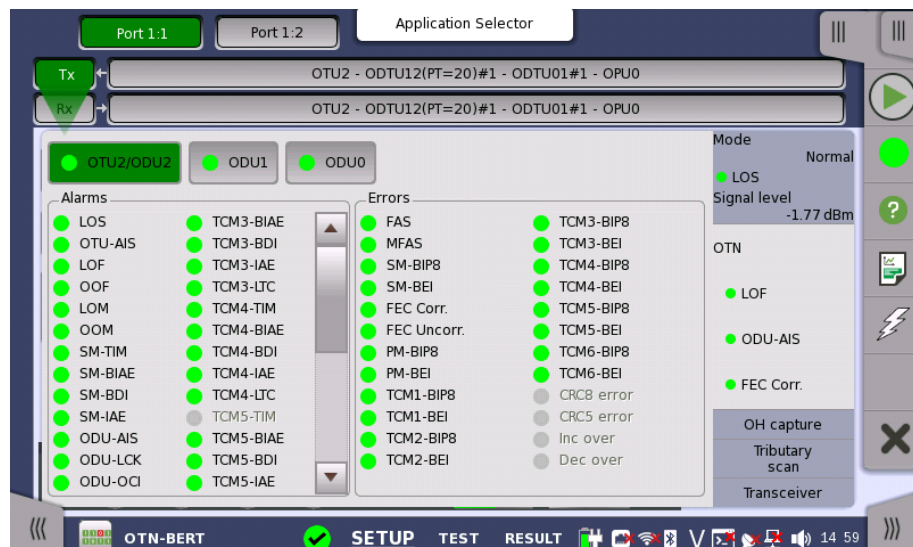 Port 1:1
Port 1:2
Application Selector
Tx
OTU2 - ODTU12(PT=20)#1 - ODTU01#1 - OPU0
Rx
OTU2 - ODTU12(PT=20)#1 - ODTU01#1 - OPU0
OTU2/ODU2
ODU1
ODU0
Alarms
LOS
OTU-AIS
LOF
OOF
LOM
OOM
SM-TIM
SM-BIAE
SM-BDI
SM-IAE
ODU-AIS
ODU-LCK
ODU-OCI
TCM3-BIAE
TCM3-BDI
TCM3-IAE
TCM3-LTC
TCM4-TIM
TCM4-BIAE
TCM4-BDI
TCM4-IAE
TCM4-LTC
TCM5-TIM
TCM5-BIAE
TCM5-BDI
TCM5-IAE
Errors
FAS
MFAS
SM-BIP8
SM-BEI
FEC Corr.
FEC Uncorr.
PM-BIP8
PM-BEI
TCM1-BIP8
TCM1-BEI
TCM2-BIP8
TCM2-BEI
TCM3-BIP8
TCM3-BEI
TCM4-BIP8
TCM4-BEI
TCM5-BIP8
TCM5-BEI
TCM6-BIP8
TCM6-BEI
CRC8 error
CRC5 error
Inc over
Dec over
Mode
Normal
LOS
Signal level
-1.77 dBm
OTN
LOF
ODU-AIS
FEC Corr.
OH capture
Tributary
scan
Transceiver
OTN-BERT
SETUP
TEST
RESULT
V
14 59